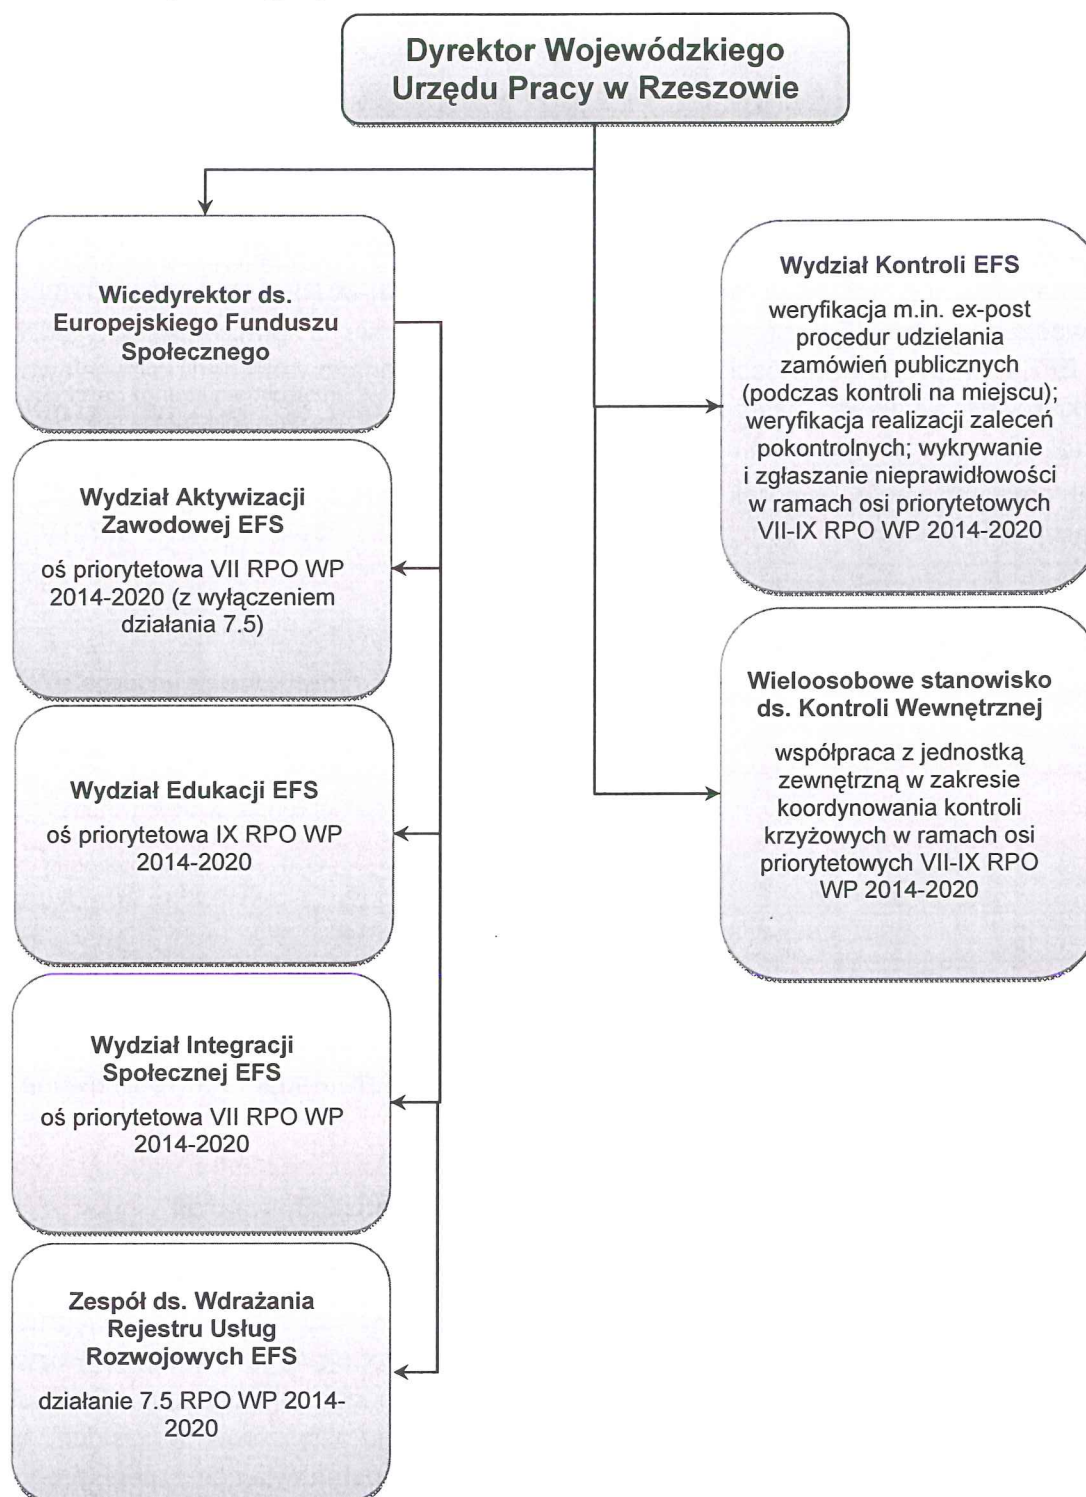 Dyrektor Wojewódzkiego
Urzędu Pracy w Rzeszowie
Wicedyrektor ds.
Europejskiego Funduszu
Społecznego
Wydział Aktywizacji
Zawodowej EFS
oś priorytetowa VII RPO WP
2014-2020 (z wyłączeniem
działania 7.5)
Wydział Edukacji EFS
oś priorytetowa IX RPO WP
2014-2020
Wydział Integracji
Społecznej EFS
oś priorytetowa VII RPO WP
2014-2020
Zespół ds. Wdrażania
Rejestru Usług
Rozwojowych EFS
działanie 7.5 RPO WP 2014-
2020
Wydział Kontroli EFS
weryfikacja m.in. ex-post
procedur udzielania
zamówień publicznych
(podczas kontroli na miejscu);
weryfikacja realizacji zaleceń
pokontrolnych; wykrywanie
i zgłaszanie nieprawidłowości
w ramach osi priorytetowych
VII-IX RPO WP 2014-2020
Wieloosobowe stanowisko
ds. Kontroli Wewnętrznej
współpraca z jednostką
zewnętrzną w zakresie
koordynowania kontroli
krzyżowych w ramach osi
priorytetowych VII-IX RPO
WP 2014-2020